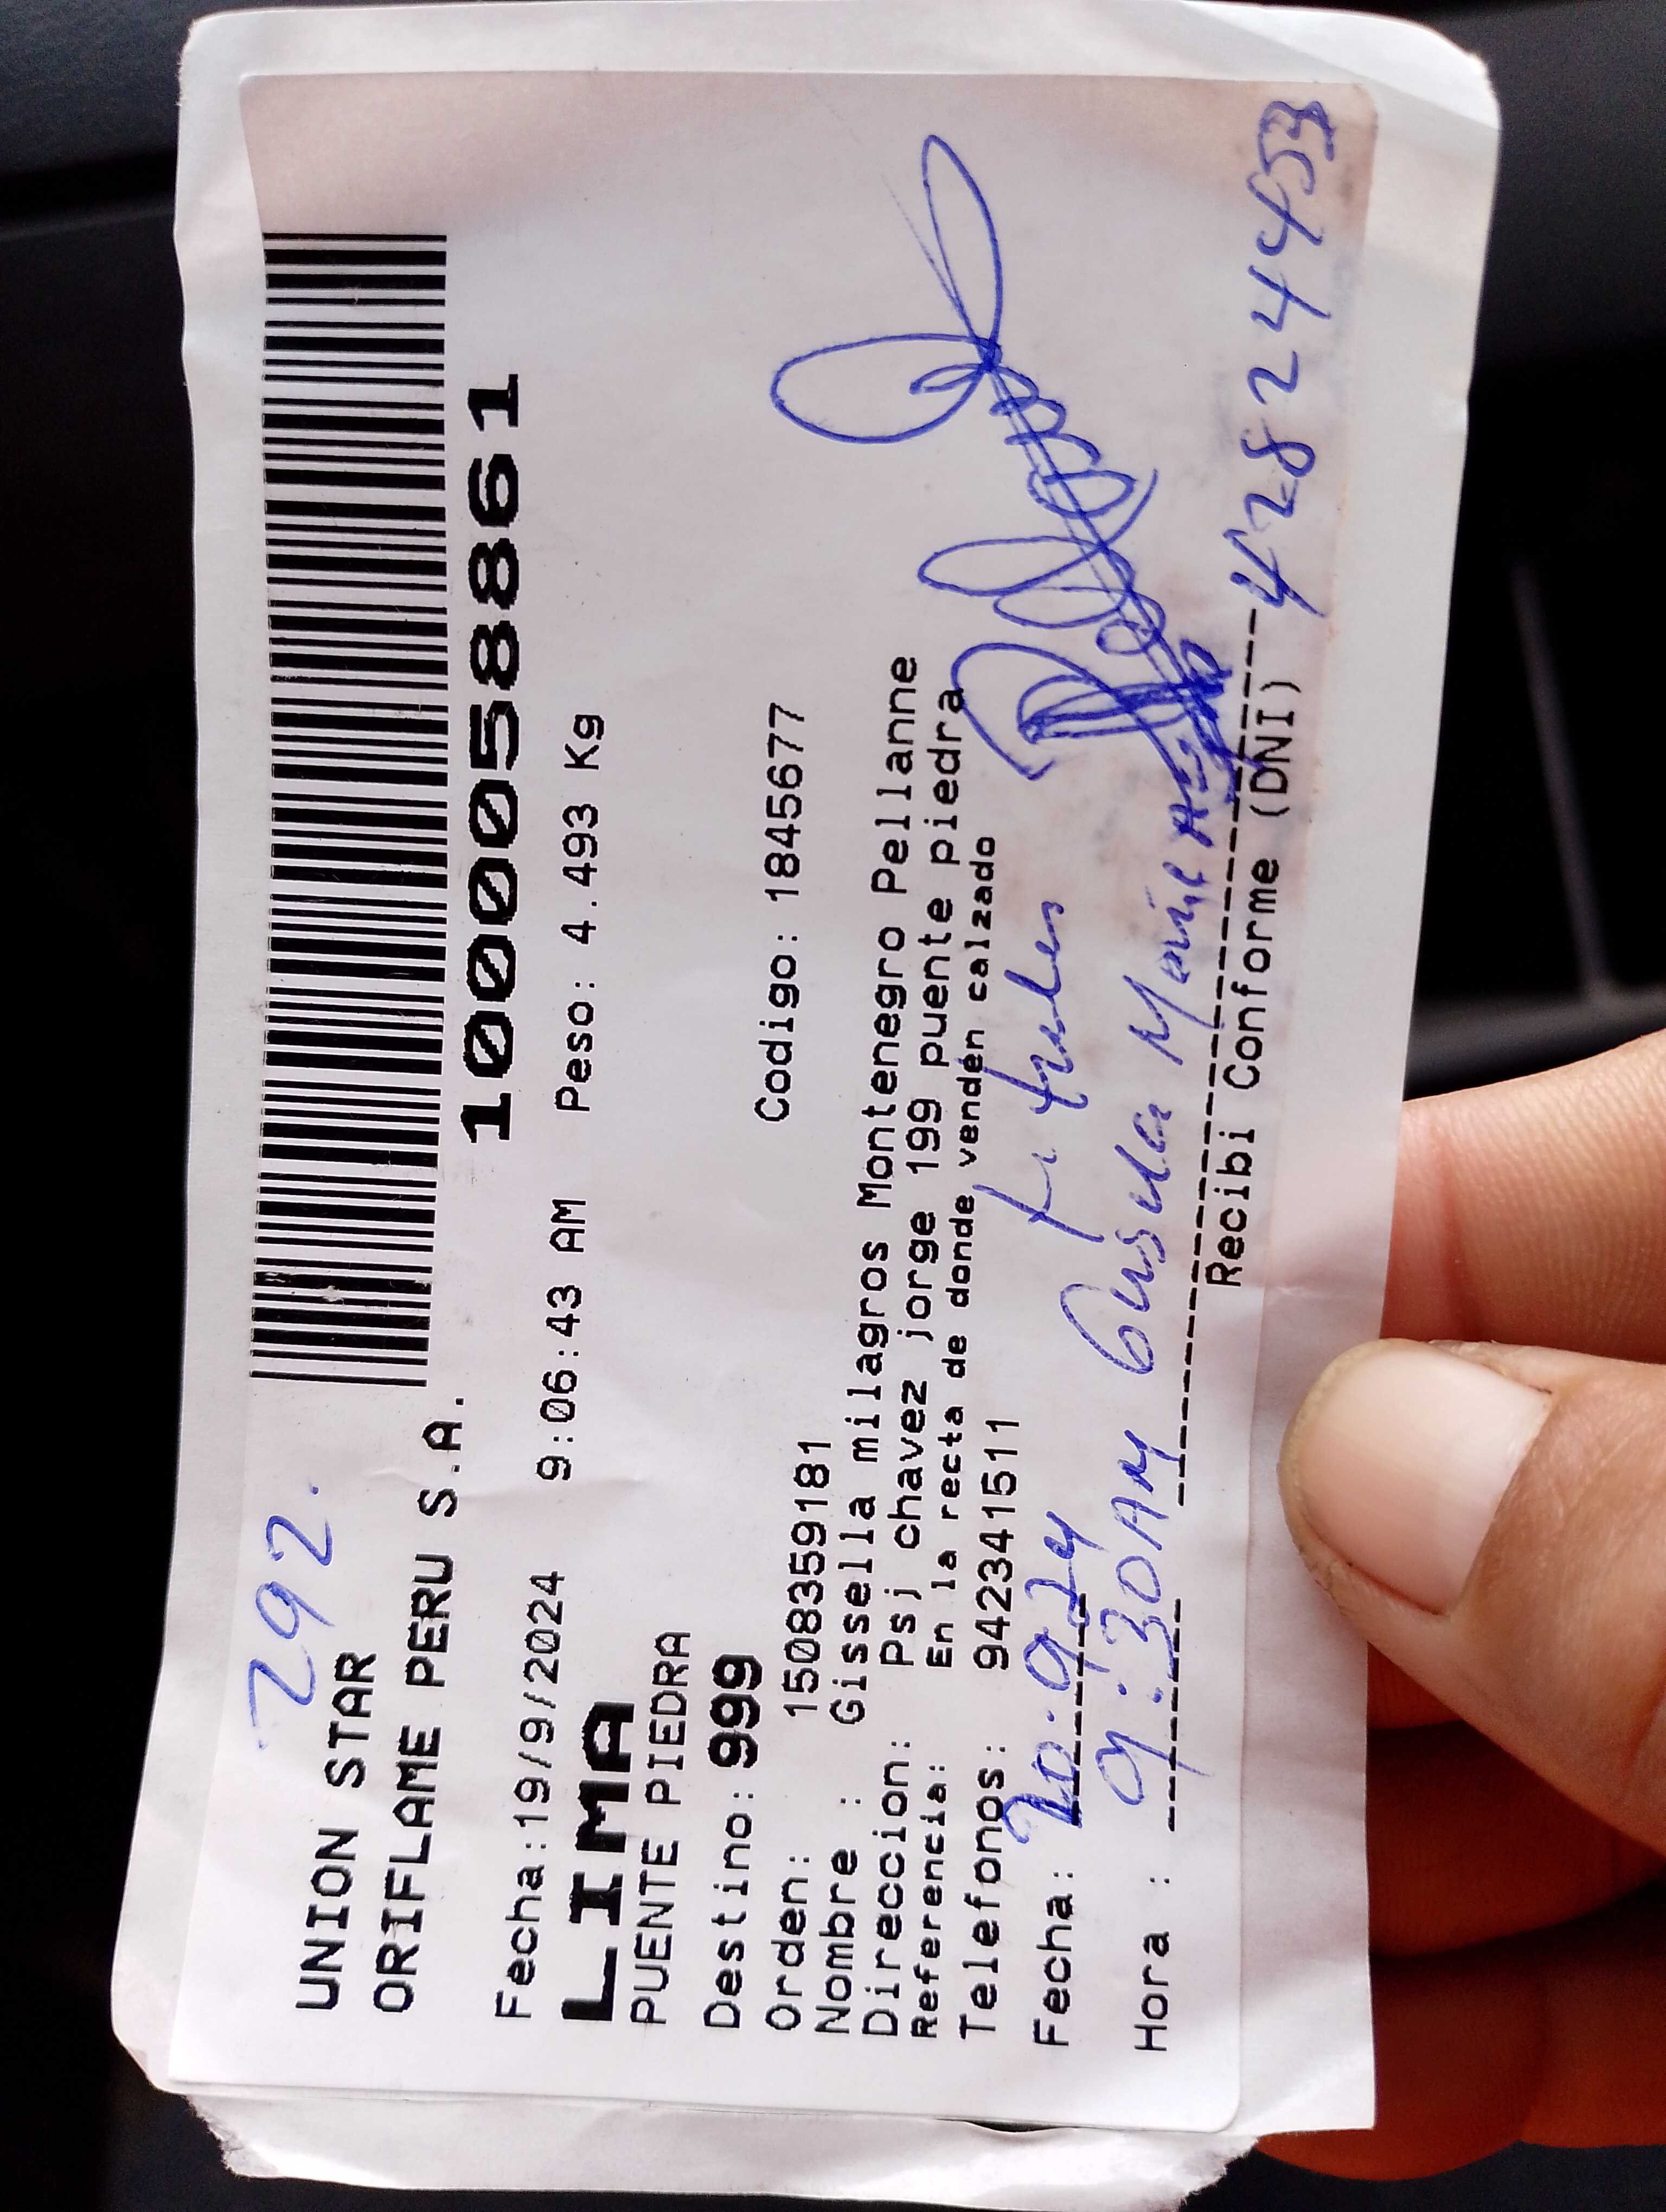 292.
UNION STAR
ORIFLAME PERU S.A.
1000058861
Fecha:19/9/2024 9:06:43 AM Peso: 4.493 Kg
LIMA
PUENTE PIEDRA
Destino: 999
Codigo: 1845677
Orden: 1508359181
Nombre : Gissella milagros Montenegro Pellanne
Direccion: Psj chavez jorge 199 puente piedra
Referencia: En la recta de donde venden calzado
Telefonos: 942341511
Fecha: 20.9.24
Hora : 9:30AM
Recibi Conforme (DNI) 42824453